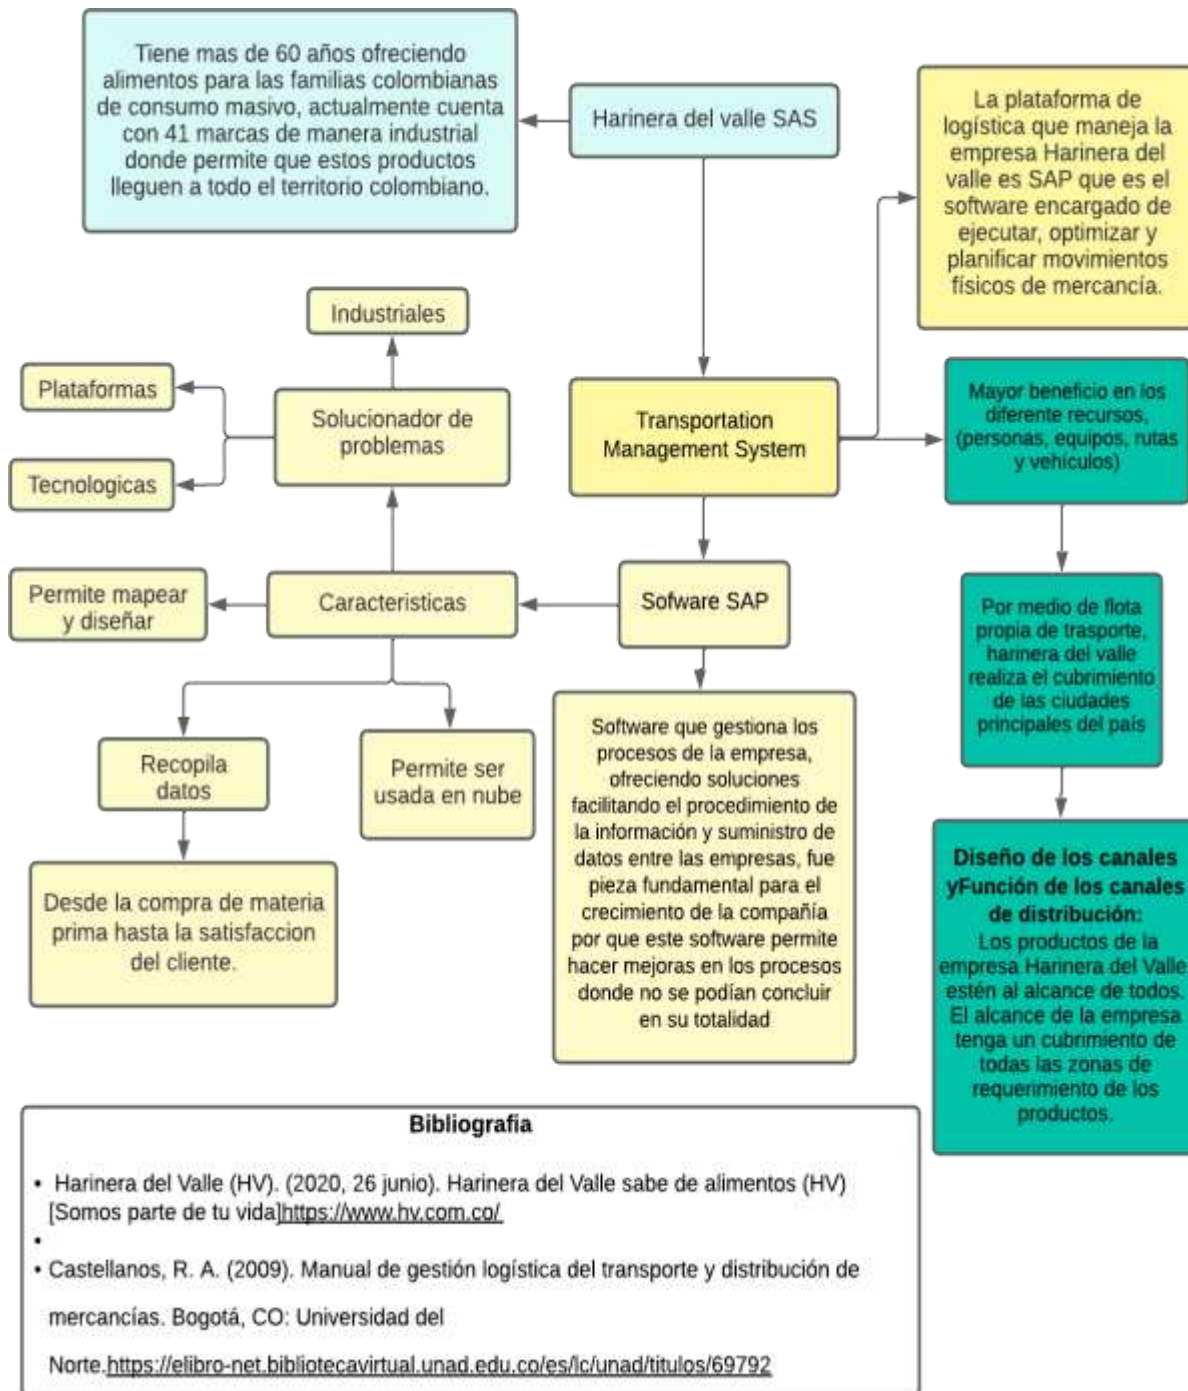 Tiene mas de 60 años ofreciendo
alimentos para las familias colombianas
de consumo masivo, actualmente cuenta
con 41 marcas de manera industrial
donde permite que estos productos
lleguen a todo el territorio colombiano.
Harinera del valle SAS
La plataforma de
logística que maneja la
empresa Harinera del
valle es SAP que es el
software encargado de
ejecutar, optimizar y
planificar movimientos
físicos de mercancía.
Industriales
Plataformas
Solucionador de
problemas
Tecnologicas
Transportation
Management System
Mayor beneficio en los
diferente recursos,
(personas, equipos, rutas
y vehículos)
Permite mapear
y diseñar
Caracteristicas
Sofware SAP
Por medio de flota
propia de trasporte,
harinera del valle
realiza el cubrimiento
de las ciudades
principales del país
Recopila
datos
Permite ser
usada en nube
Software que gestiona los
procesos de la empresa,
ofreciendo soluciones
facilitando el procedimiento de
la información y suministro de
datos entre las empresas, fue
pieza fundamental para el
crecimiento de la compañía
por que este software permite
hacer mejoras en los procesos
donde no se podían concluir
en su totalidad
Desde la compra de materia
prima hasta la satisfaccion
del cliente.
Diseño de los canales
yFunción de los canales
de distribución:
Los productos de la
empresa Harinera del Valle
estén al alcance de todos.
El alcance de la empresa
tenga un cubrimiento de
todas las zonas de
requerimiento de los
productos.
Bibliografia
• Harinera del Valle (HV). (2020, 26 junio). Harinera del Valle sabe de alimentos (HV)
[Somos parte de tu vida]https://www.hv.com.co/
•
• Castellanos, R. A. (2009). Manual de gestión logística del transporte y distribución de
mercancías. Bogotá, CO: Universidad del
Norte.https://elibro-net.bibliotecavirtual.unad.edu.co/es/lc/unad/titulos/69792